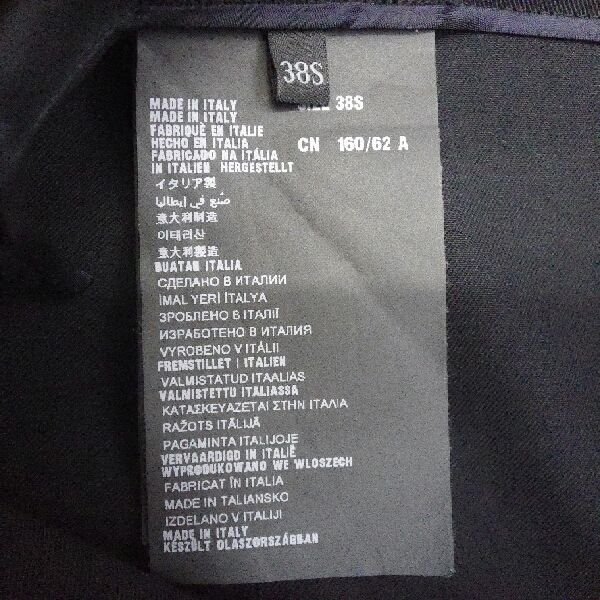 38S
MADE IN ITALY
SIZE 38S
MADE IN ITALY
FABRIQUÉ EN ITALIE
HECHO EN ITALIA
CN 160/62 A
FABRICADO NA ITÁLIA
IN ITALIEN HERGESTELLT
イタリア製
صنع في إيطاليا
意大利制造
이태리산
意大利製造
BUATAN ITALIA
СДЕЛАНО В ИТАЛИИ
İMAL YERİ İTALYA
ЗРОБЛЕНО В ІТАЛІЇ
ИЗРАБОТЕНО В ИТАЛИЯ
VYROBENO V ITÁLII
FREMSTILLET I ITALIEN
VALMISTATUD ITAALIAS
VALMISTETTU ITALIASSA
ΚΑΤΑΣΚΕΥΑΖΕΤΑΙ ΣΤΗΝ ΙΤΑΛΙΑ
RAŽOTS ITĀLIJĀ
PAGAMINTA ITALIJOJE
VERVAARDIGD IN ITALIË
WYPRODUKOWANO WE WLOSZECH
FABRICAT ÎN ITALIA
MADE IN TALIANSKO
IZDELANO V ITALIJI
MADE IN ITALY
KÉSZÜLT OLASZORSZÁGBAN